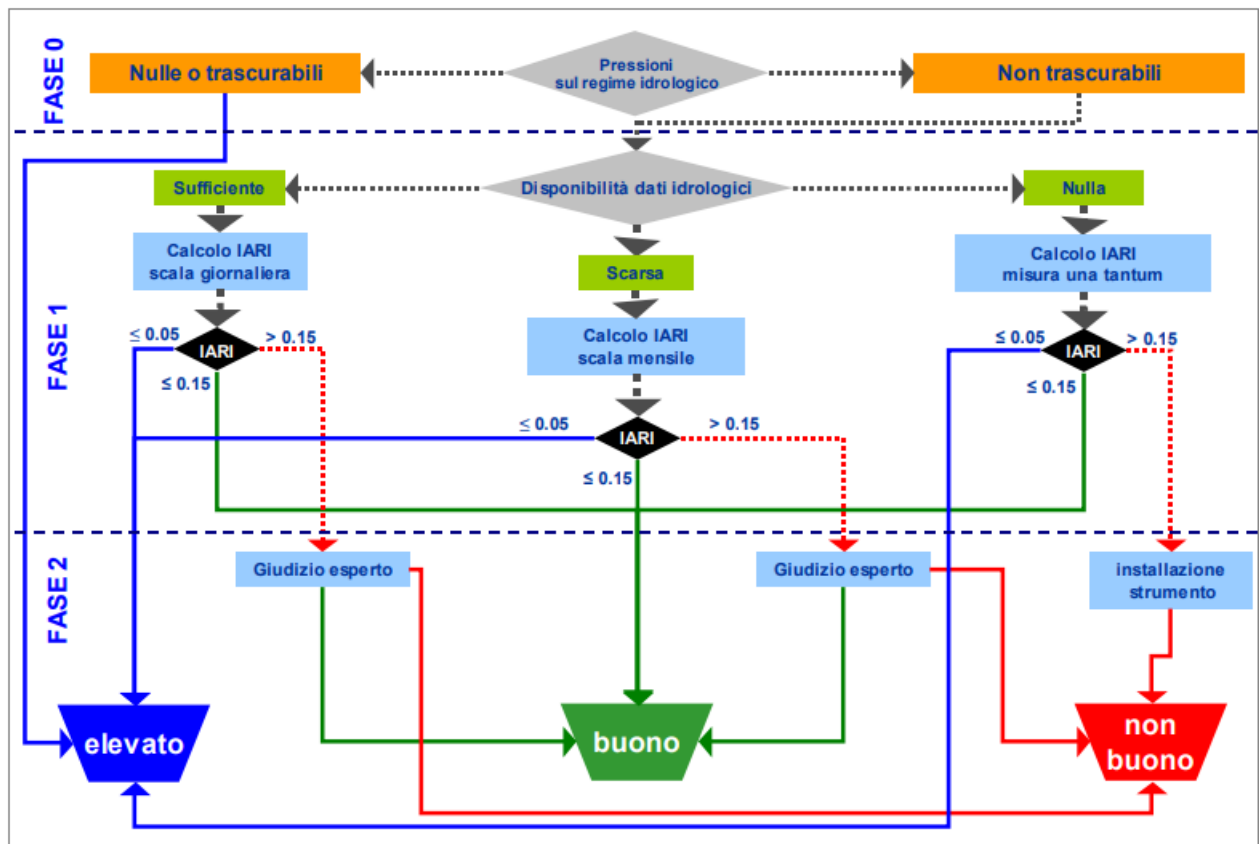 FASE 0
Pressioni
sul regime idrologico
Nulle o trascurabili
Non trascurabili
FASE 1
Disponibilità dati idrologici
Sufficiente
Nulla
Calcolo IARI
scala giornaliera
Scarsa
Calcolo IARI
misura una tantum
Calcolo IARI
scala mensile
≤ 0.05
IARI
> 0.15
≤ 0.15
≤ 0.05
IARI
> 0.15
≤ 0.15
≤ 0.05
IARI
> 0.15
≤ 0.15
FASE 2
Giudizio esperto
Giudizio esperto
installazione
strumento
elevato
buono
non
buono